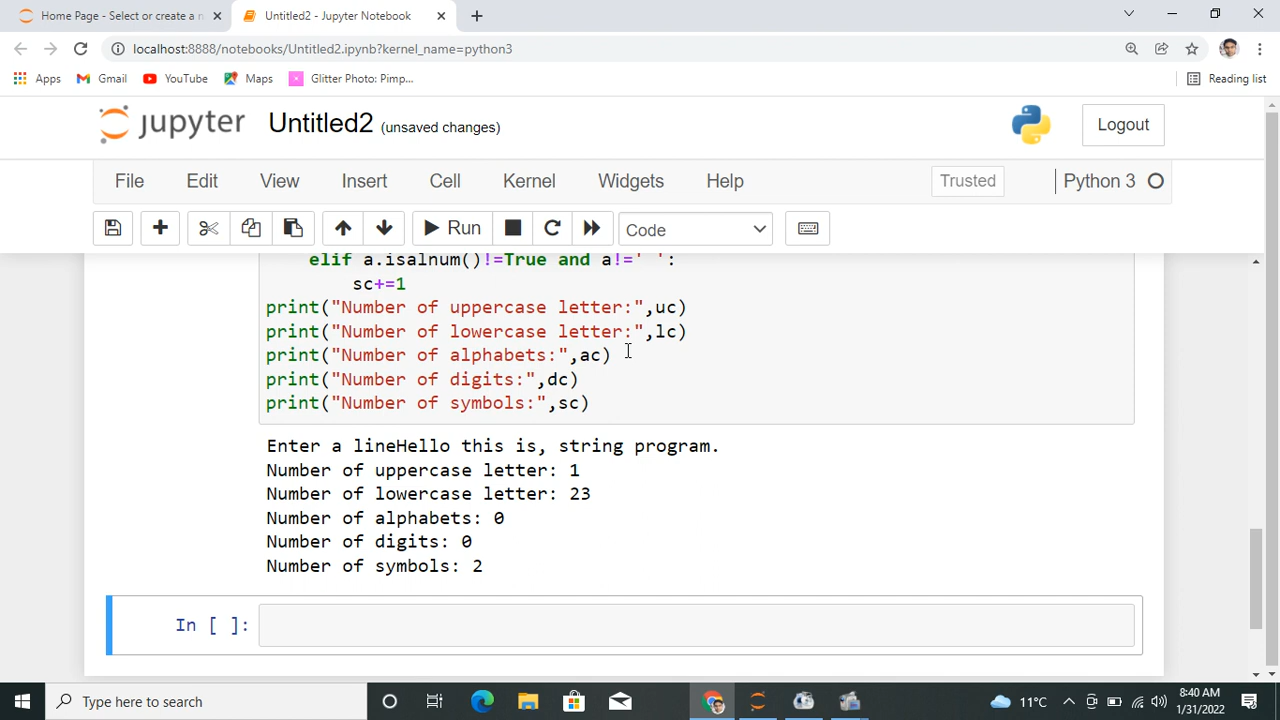 Home Page - Select or create a n
Untitled2 - Jupyter Notebook
localhost:8888/notebooks/Untitled2.ipynb?kernel_name=python3
Apps
Gmail
YouTube
Maps
Glitter Photo: Pimp...
Reading list
jupyter
Untitled2 (unsaved changes)
Logout
File
Edit
View
Insert
Cell
Kernel
Widgets
Help
Trusted
Python 3
Run
Code
elif a.isalnum()!=True and a!=' ':
sc+=1
print("Number of uppercase letter:",uc)
print("Number of lowercase letter:",lc)
print("Number of alphabets:",ac)
print("Number of digits:",dc)
print("Number of symbols:",sc)
Enter a lineHello this is, string program.
Number of uppercase letter: 1
Number of lowercase letter: 23
Number of alphabets: 0
Number of digits: 0
Number of symbols: 2
In [ ]:
Type here to search
11°C
8:40 AM
1/31/2022